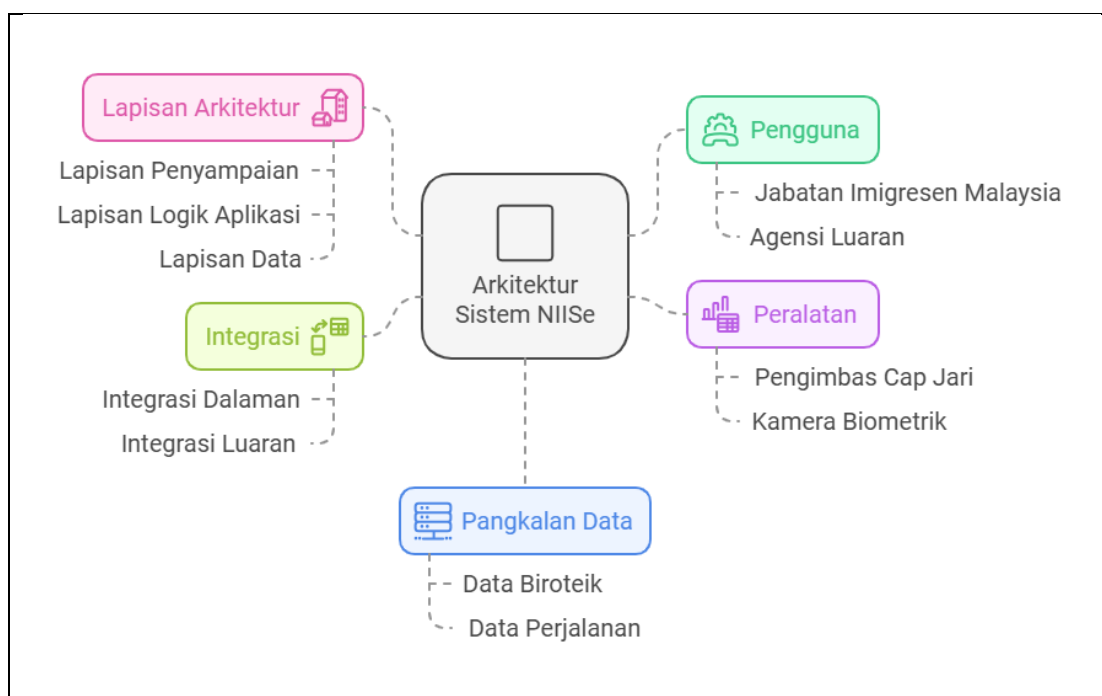 Lapisan Arkitektur
Lapisan Penyampaian
Lapisan Logik Aplikasi
Lapisan Data
Integrasi
Integrasi Dalaman
Integrasi Luaran
Arkitektur
Sistem NIISe
Pengguna
Jabatan Imigresen Malaysia
Agensi Luaran
Peralatan
Pengimbas Cap Jari
Kamera Biometrik
Pangkalan Data
Data Biroteik
Data Perjalanan